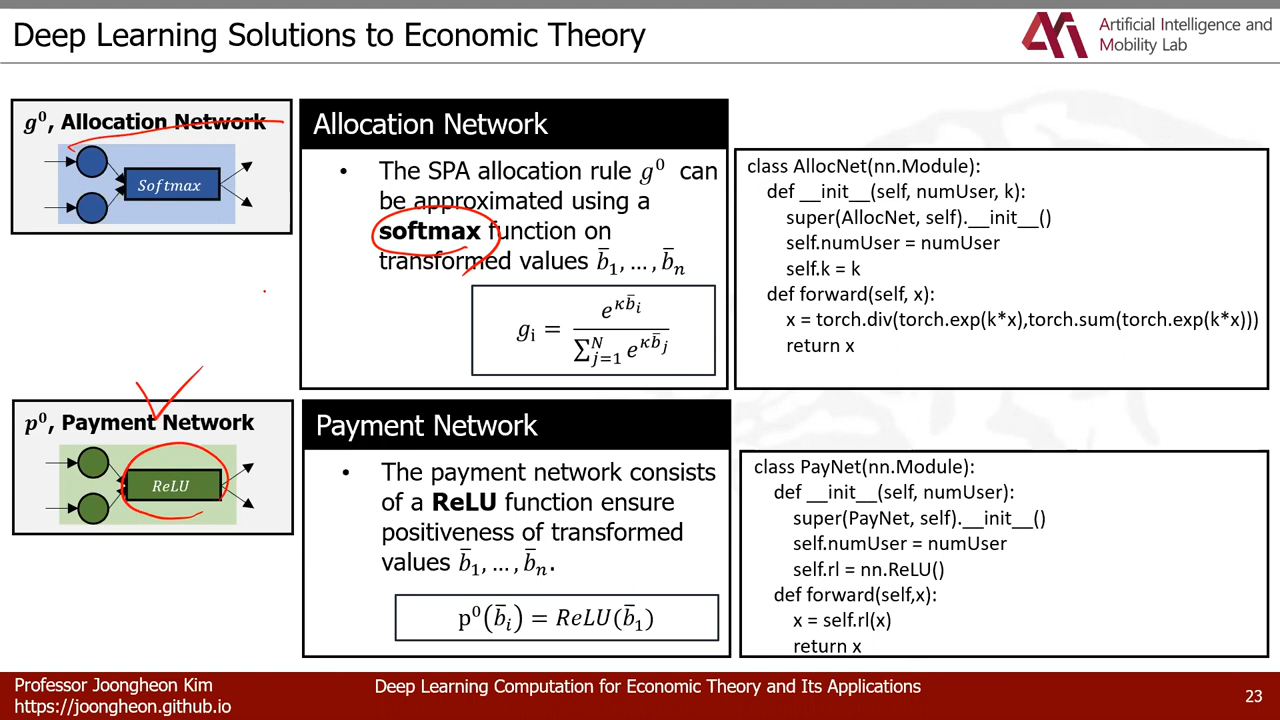 Deep Learning Solutions to Economic Theory
Artificial Intelligence and
Mobility Lab
g⁰, Allocation Network
Softmax
Allocation Network
• The SPA allocation rule g⁰ can
be approximated using a
softmax function on
transformed values b̄₁, … , b̄ₙ
gᵢ = e^{κb̄ᵢ} / ∑_{j=1}^{N} e^{κb̄ⱼ}
class AllocNet(nn.Module):
def __init__(self, numUser, k):
super(AllocNet, self).__init__()
self.numUser = numUser
self.k = k
def forward(self, x):
x = torch.div(torch.exp(k*x),torch.sum(torch.exp(k*x)))
return x
p⁰, Payment Network
ReLU
Payment Network
• The payment network consists
of a ReLU function ensure
positiveness of transformed
values b̄₁, … , b̄ₙ.
p⁰(b̄ᵢ) = ReLU(b̄₁)
class PayNet(nn.Module):
def __init__(self, numUser):
super(PayNet, self).__init__()
self.numUser = numUser
self.rl = nn.ReLU()
def forward(self,x):
x = self.rl(x)
return x
Professor Joongheon Kim
https://joongheon.github.io
Deep Learning Computation for Economic Theory and Its Applications
23